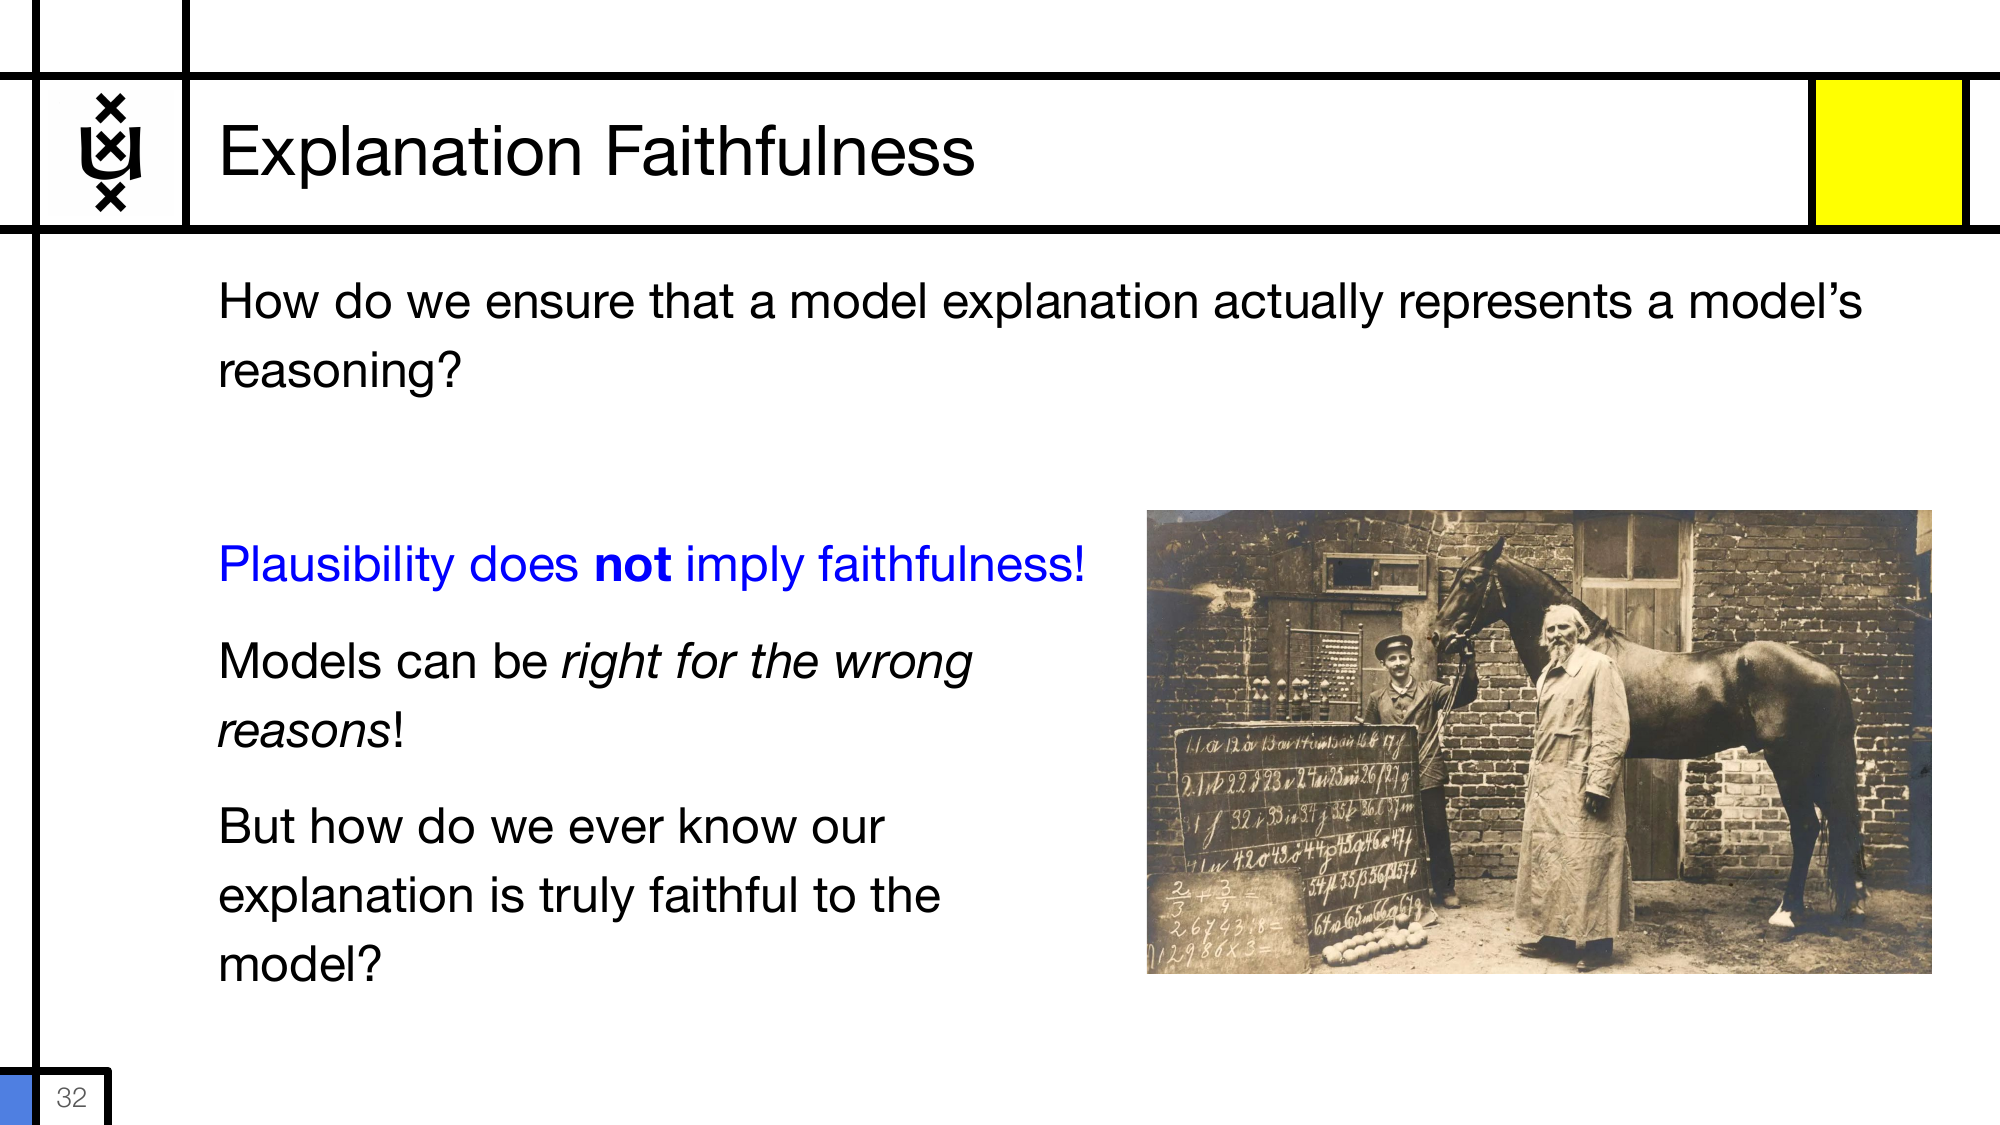 Explanation Faithfulness
How do we ensure that a model explanation actually represents a model’s
reasoning?
Plausibility does not imply faithfulness!
Models can be right for the wrong
reasons!
But how do we ever know our
explanation is truly faithful to the
model?
32